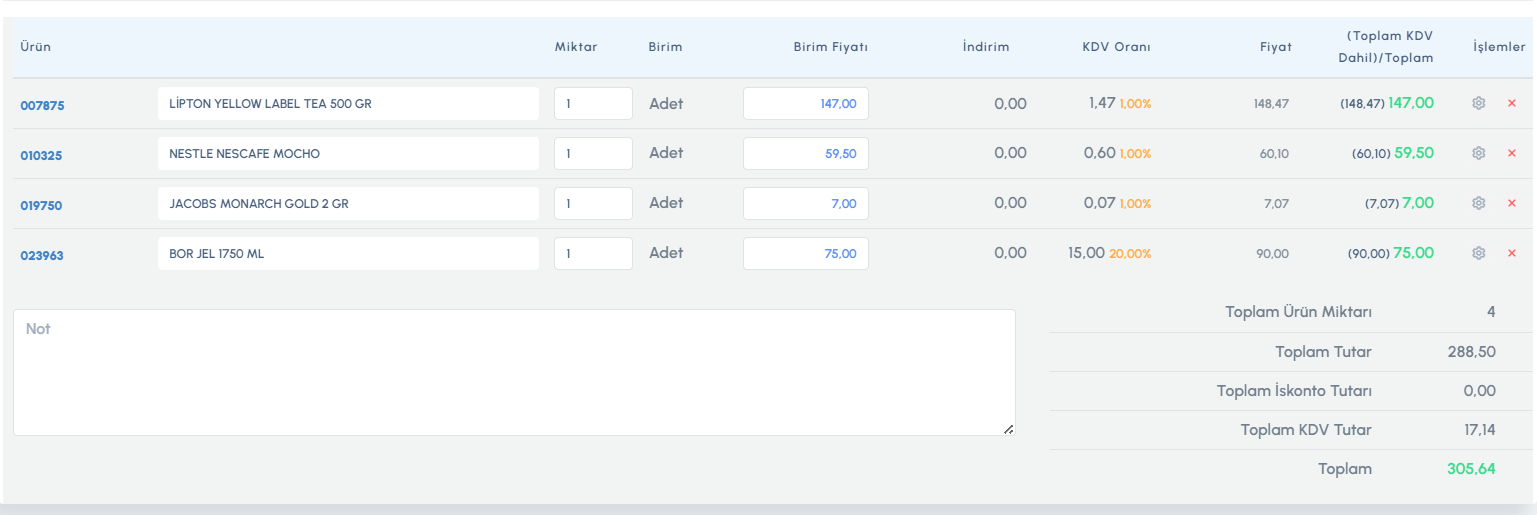 Ürün Miktar Birim Birim Fiyatı İndirim KDV Oranı Fiyat (Toplam KDV Dahil)/Toplam İşlemler
007875 LİPTON YELLOW LABEL TEA 500 GR 1 Adet 147,00 0,00 1,47 1,00% 148,47 (148,47) 147,00
010325 NESTLE NESCAFE MOCHO 1 Adet 59,50 0,00 0,60 1,00% 60,10 (60,10) 59,50
019750 JACOBS MONARCH GOLD 2 GR 1 Adet 7,00 0,00 0,07 1,00% 7,07 (7,07) 7,00
023963 BOR JEL 1750 ML 1 Adet 75,00 0,00 15,00 20,00% 90,00 (90,00) 75,00
Not
Toplam Ürün Miktarı 4
Toplam Tutar 288,50
Toplam İskonto Tutarı 0,00
Toplam KDV Tutar 17,14
Toplam 305,64